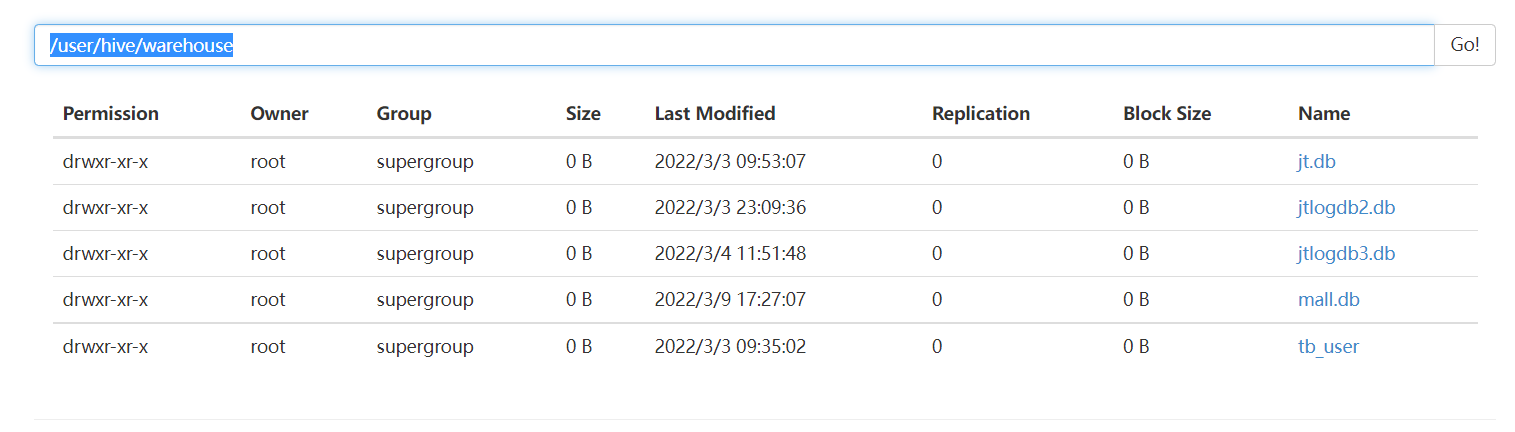 /user/hive/warehouse Go!
Permission Owner Group Size Last Modified Replication Block Size Name
drwxr-xr-x root supergroup 0 B 2022/3/3 09:53:07 0 0 B jt.db
drwxr-xr-x root supergroup 0 B 2022/3/3 23:09:36 0 0 B jtlogdb2.db
drwxr-xr-x root supergroup 0 B 2022/3/4 11:51:48 0 0 B jtlogdb3.db
drwxr-xr-x root supergroup 0 B 2022/3/9 17:27:07 0 0 B mall.db
drwxr-xr-x root supergroup 0 B 2022/3/3 09:35:02 0 0 B tb_user